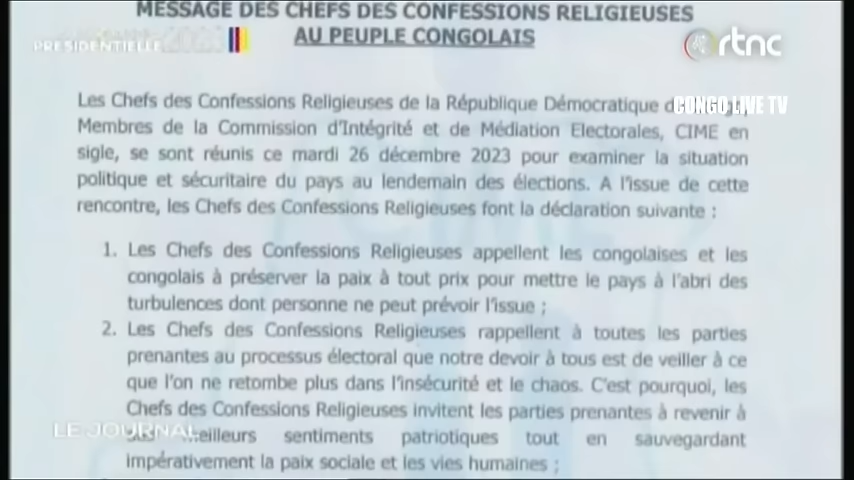 MESSAGE DES CHEFS DES CONFESSIONS RELIGIEUSES
AU PEUPLE CONGOLAIS
PRESIDENTIELLE 2023
rtnc
CONGO LIVE TV
Les Chefs des Confessions Religieuses de la République Démocratique
Membres de la Commission d'Intégrité et de Médiation Electorales, CIME en
sigle, se sont réunis ce mardi 26 décembre 2023 pour examiner la situation
politique et sécuritaire du pays au lendemain des élections. A l'issue de cette
rencontre, les Chefs des Confessions Religieuses font la déclaration suivante :
1. Les Chefs des Confessions Religieuses appellent les congolaises et les
congolais à préserver la paix à tout prix pour mettre le pays à l'abri des
turbulences dont personne ne peut prévoir l'issue ;
2. Les Chefs des Confessions Religieuses rappellent à toutes les parties
prenantes au processus électoral que notre devoir à tous est de veiller à ce
que l'on ne retombe plus dans l'insécurité et le chaos. C'est pourquoi, les
Chefs des Confessions Religieuses invitent les parties prenantes à revenir à
meilleurs sentiments patriotiques tout en sauvegardant
impérativement la paix sociale et les vies humaines ;
LE JOURNAL